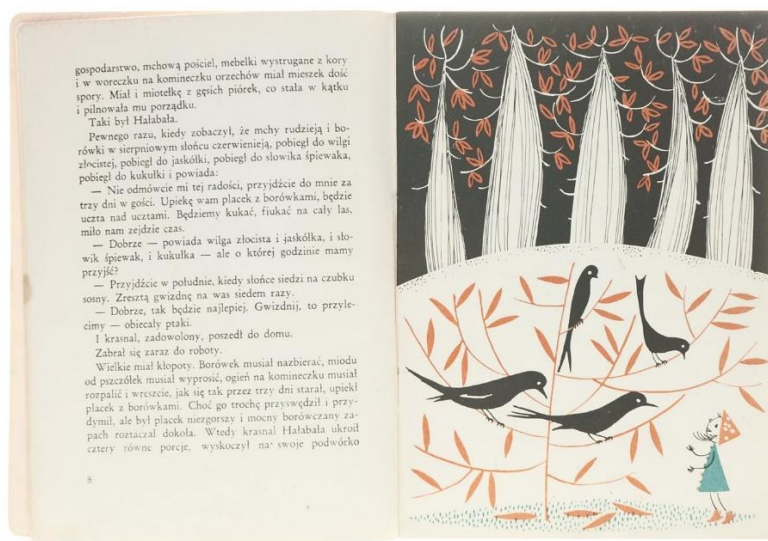 gospodarstwo, mchową pościel, mebelki wystrugane z kory
i w woreczku na komineczku orzechów miał mieszek dość
spory. Miał i miotełkę z gęsich piórek, co stała w kątku
i pilnowała mu porządku.
Taki był Hałabała.
Pewnego razu, kiedy zobaczył, że mchy rudzieją i bo-
rówki w sierpniowym słońcu czerwienieją, pobiegł do wilgi
złocistej, pobiegł do jaskółki, pobiegł do słowika śpiewaka,
pobiegł do kukułki i powiada:
— Nie odmówcie mi tej radości, przyjdźcie do mnie za
trzy dni w gości. Upiekę wam placek z borówkami, będzie
uczta nad ucztami. Będziemy kukać, fiukać na cały las,
miło nam zejdzie czas.
— Dobrze — powiada wilga złocista i jaskółka, i sło-
wik śpiewak, i kukułka — ale o której godzinie mamy
przyjść?
— Przyjdźcie w południe, kiedy słońce siedzi na czubku
sosny. Zresztą gwizdnę na was siedem razy.
— Dobrze, tak będzie najlepiej. Gwizdnij, to przyle-
cimy — obiecały ptaki.
I krasnal, zadowolony, poszedł do domu.
Zabrał się zaraz do roboty.
Wielkie miał kłopoty. Borówek musiał nazbierać, miodu
od pszczółek musiał wyprosić, ogień na komineczku musiał
rozpalić i wreszcie, jak się tak przez trzy dni starał, upiekł
placek z borówkami. Choć go trochę przyswędził i przy-
dymił, ale był placek niezgorszy i mocny borówczany za-
pach roztaczał dokoła. Wtedy krasnal Hałabała ukroił
cztery równe porcje, wyskoczył na swoje podwórko
8